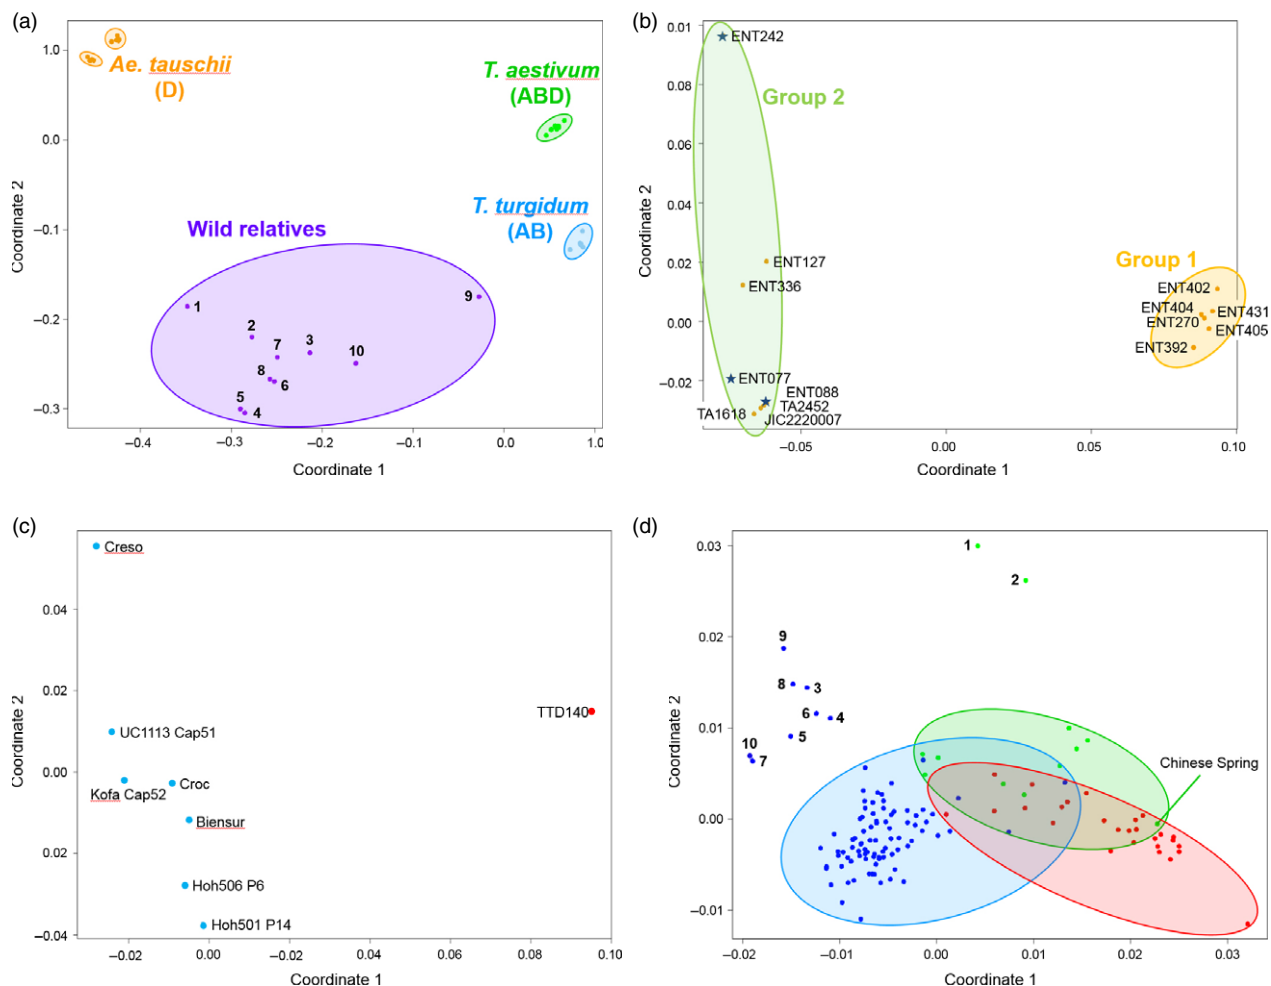 (a)
1.0
0.0
−0.1
−0.2
−0.3
Coordinate 2
Ae. tauschii
(D)
T. aestivum
(ABD)
T. turgidum
(AB)
Wild relatives
1
2
7
3
10
9
8
6
5
4
−0.4
−0.3
−0.2
−0.1
0.0
1.0
Coordinate 1
(b)
0.01
0.08
0.06
0.04
0.02
0.00
−0.02
Coordinate 2
ENT242
Group 2
ENT127
ENT336
ENT077
ENT088
TA2452
TA1618
JIC2220007
Group 1
ENT402
ENT404
ENT431
ENT270
ENT405
ENT392
−0.05
0.00
0.05
0.10
Coordinate 1
(c)
0.04
0.02
0.00
0.02
−0.04
Coordinate 2
Creso
UC1113 Cap51
Kofa Cap52
Croc
Biensur
Hoh506 P6
Hoh501 P14
TTD140
−0.02
0.00
0.02
0.04
0.06
0.08
0.10
Coordinate 1
(d)
0.03
0.02
0.01
0.00
−0.01
Coordinate 2
1
2
9
8
3
6
4
5
10
7
Chinese Spring
−0.02
−0.01
0.00
0.01
0.02
0.03
Coordinate 1